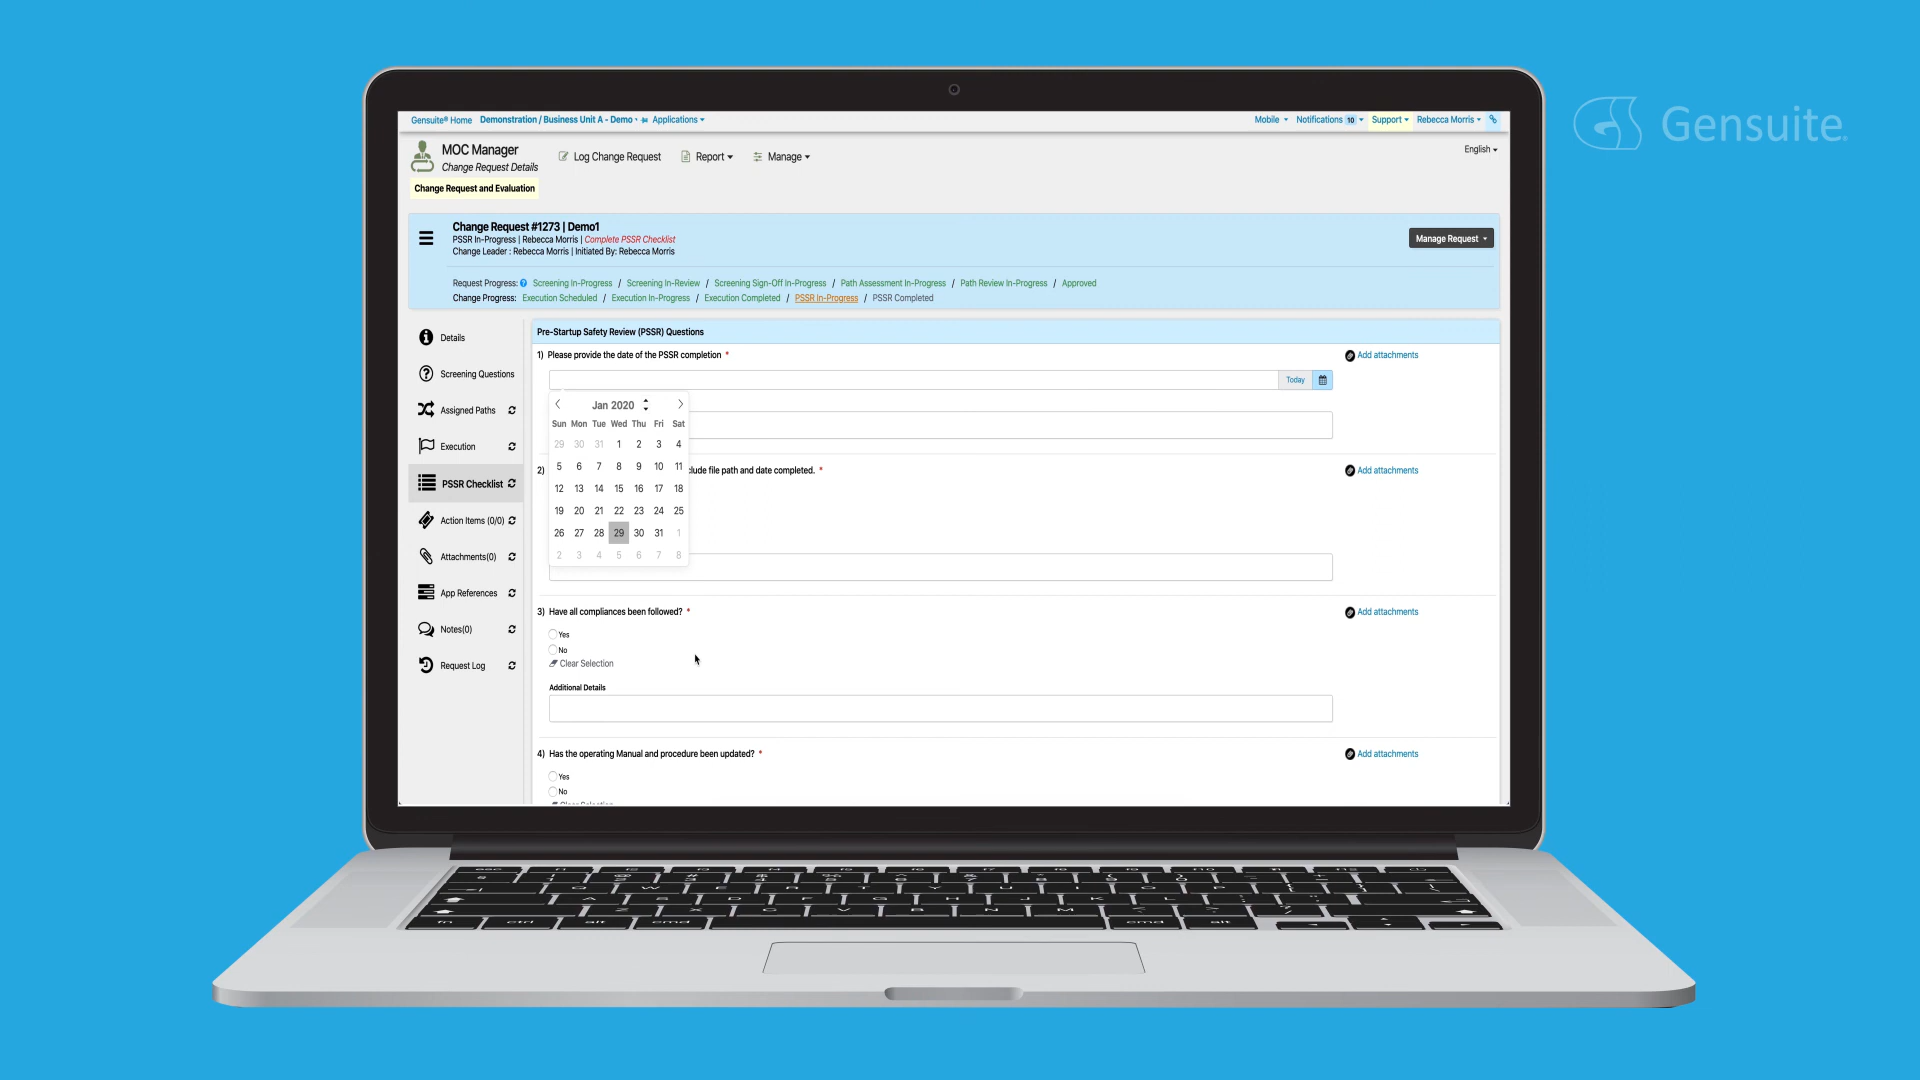 Gensuite.
Gensuite® Home Demonstration / Business Unit A - Demo Applications
Mobile Notifications 10 Support Rebecca Morris
MOC Manager
Change Request Details
Log Change Request Report Manage
English
Change Request and Evaluation
Change Request #1273 | Demo1
PSSR In-Progress | Rebecca Morris | Complete PSSR Checklist
Change Leader : Rebecca Morris | Initiated By: Rebecca Morris
Manage Request
Request Progress: Screening In-Progress / Screening In-Review / Screening Sign-Off In-Progress / Path Assessment In-Progress / Path Review In-Progress / Approved
Change Progress: Execution Scheduled / Execution In-Progress / Execution Completed / PSSR In-Progress / PSSR Completed
Details
Screening Questions
Assigned Paths
Execution
PSSR Checklist
Action Items (0/0)
Attachments(0)
App References
Notes(0)
Request Log
Pre-Startup Safety Review (PSSR) Questions
1) Please provide the date of the PSSR completion *
Add attachments
Today
Jan 2020
Sun Mon Tue Wed Thu Fri Sat
29 30 31 1 2 3 4
5 6 7 8 9 10 11
12 13 14 15 16 17 18
19 20 21 22 23 24 25
26 27 28 29 30 31 1
2 3 4 5 6 7 8
2) file path and date completed. *
Add attachments
3) Have all compliances been followed? *
Add attachments
Yes
No
Clear Selection
Additional Details
4) Has the operating Manual and procedure been updated? *
Add attachments
Yes
No